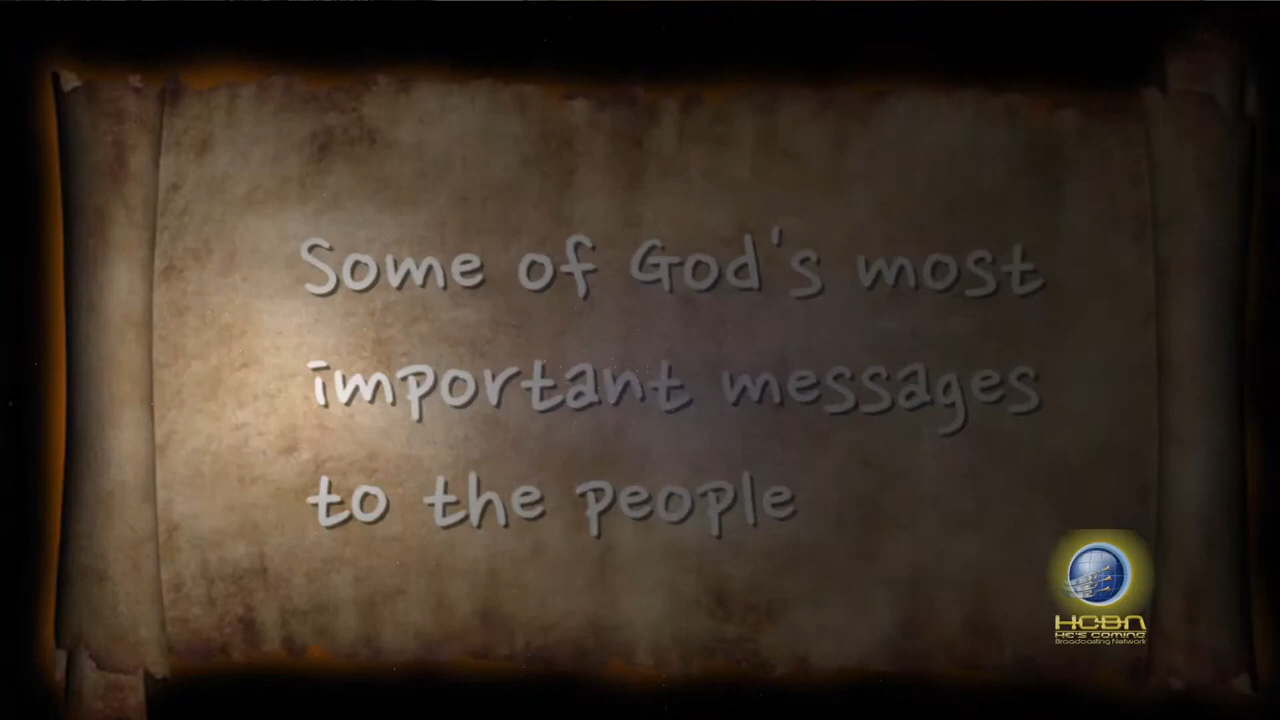 Some of God's most
important messages
to the people
HCBN
HE'S COMING
Broadcasting Network